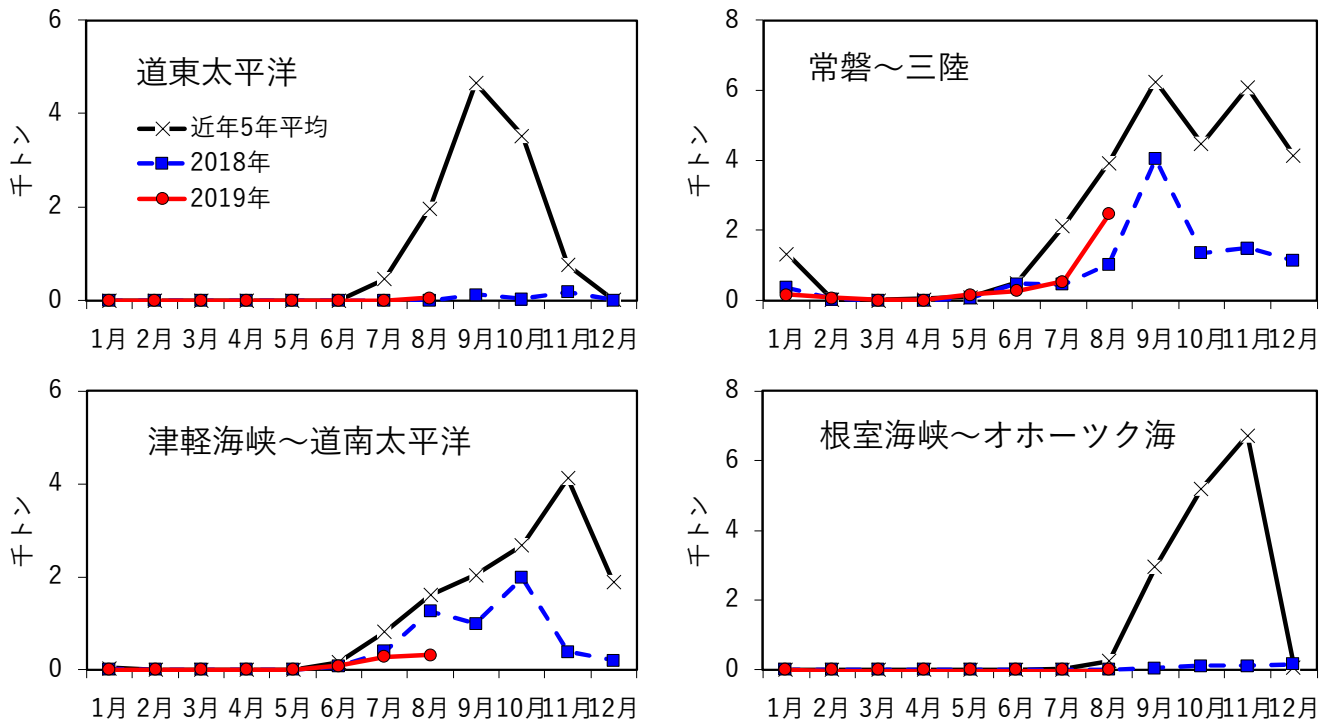 道東太平洋
千トン
6
4
2
0
近年5年平均
2018年
2019年
1月 2月 3月 4月 5月 6月 7月 8月 9月 10月 11月 12月
常磐～三陸
千トン
8
6
4
2
0
1月 2月 3月 4月 5月 6月 7月 8月 9月 10月 11月 12月
津軽海峡～道南太平洋
千トン
6
4
2
0
1月 2月 3月 4月 5月 6月 7月 8月 9月 10月 11月 12月
根室海峡～オホーツク海
千トン
8
6
4
2
0
1月 2月 3月 4月 5月 6月 7月 8月 9月 10月 11月 12月